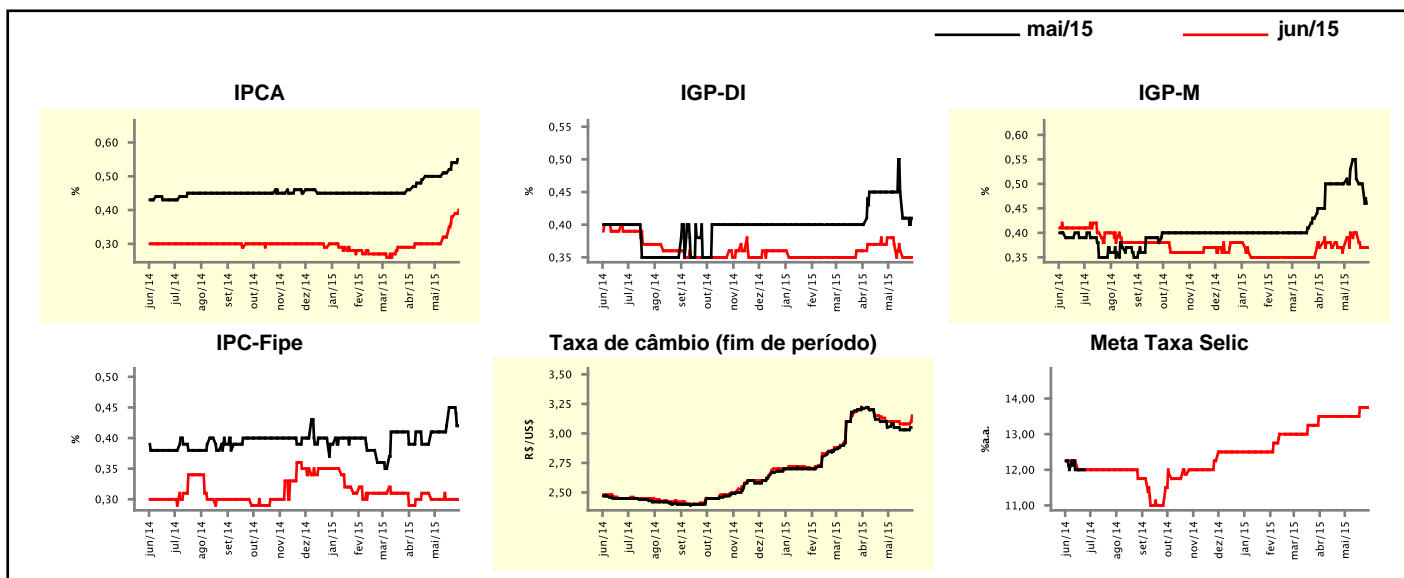 mai/15 jun/15
IPCA
%
0,60
0,50
0,40
0,30
jun/14 jul/14 ago/14 set/14 out/14 nov/14 dez/14 jan/15 fev/15 mar/15 abr/15 mai/15
IGP-DI
%
0,55
0,50
0,45
0,40
0,35
jun/14 jul/14 ago/14 set/14 out/14 nov/14 dez/14 jan/15 fev/15 mar/15 abr/15 mai/15
IGP-M
%
0,60
0,55
0,50
0,45
0,40
0,35
jun/14 jul/14 ago/14 set/14 out/14 nov/14 dez/14 jan/15 fev/15 mar/15 abr/15 mai/15
IPC-Fipe
%
0,50
0,45
0,40
0,35
0,30
jun/14 jul/14 ago/14 set/14 out/14 nov/14 dez/14 jan/15 fev/15 mar/15 abr/15 mai/15
Taxa de câmbio (fim de período)
R$/US$
3,50
3,25
3,00
2,75
2,50
jun/14 jul/14 ago/14 set/14 out/14 nov/14 dez/14 jan/15 fev/15 mar/15 abr/15 mai/15
Meta Taxa Selic
%a.a.
14,00
13,00
12,00
11,00
jun/14 jul/14 ago/14 set/14 out/14 nov/14 dez/14 jan/15 fev/15 mar/15 abr/15 mai/15